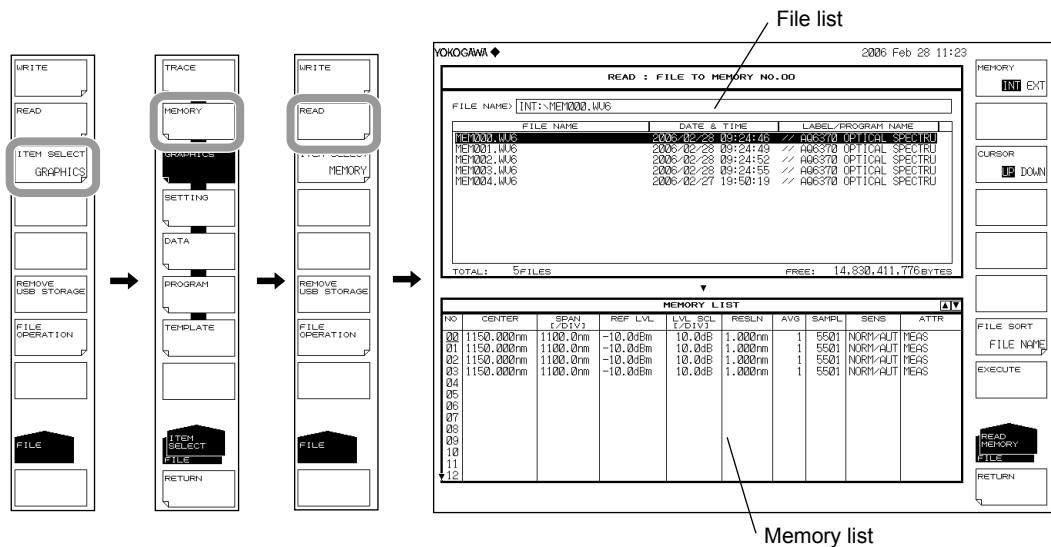 File list
WRITE
READ
ITEM SELECT
GRAPHICS
REMOVE
USB STORAGE
FILE
OPERATION
FILE
TRACE
MEMORY
GRAPHICS
SETTING
DATA
PROGRAM
TEMPLATE
ITEM
SELECT
FILE
RETURN
WRITE
READ
ITEM SELECT
MEMORY
REMOVE
USB STORAGE
FILE
OPERATION
FILE
YOKOGAWA 2006 Feb 28 11:23
READ : FILE TO MEMORY NO.00
FILE NAME> INT:\MEM000.WV6
FILE NAME DATE & TIME LABEL/PROGRAM NAME
MEM000.WV6 2006/02/28 09:24:46 // AQ6370 OPTICAL SPECTRU
MEM001.WV6 2006/02/28 09:24:49 // AQ6370 OPTICAL SPECTRU
MEM002.WV6 2006/02/28 09:24:52 // AQ6370 OPTICAL SPECTRU
MEM003.WV6 2006/02/28 09:24:55 // AQ6370 OPTICAL SPECTRU
MEM004.WV6 2006/02/27 19:50:19 // AQ6370 OPTICAL SPECTRU
TOTAL: 5FILES FREE: 14,830,411,776BYTES
MEMORY LIST
NO CENTER SPAN REF LVL LVL SCL RESLN AVG SAMPL SENS ATTR
[/DIV] [/DIV]
00 1150.000nm 1100.0nm -10.0dBm 10.0dB 1.000nm 1 5501 NORM/AUT MEAS
01 1150.000nm 1100.0nm -10.0dBm 10.0dB 1.000nm 1 5501 NORM/AUT MEAS
02 1150.000nm 1100.0nm -10.0dBm 10.0dB 1.000nm 1 5501 NORM/AUT MEAS
03 1150.000nm 1100.0nm -10.0dBm 10.0dB 1.000nm 1 5501 NORM/AUT MEAS
04
05
06
07
08
09
10
11
12
MEMORY
INT EXT
CURSOR
UP DOWN
FILE SORT
FILE NAME
EXECUTE
READ
MEMORY
FILE
RETURN
Memory list